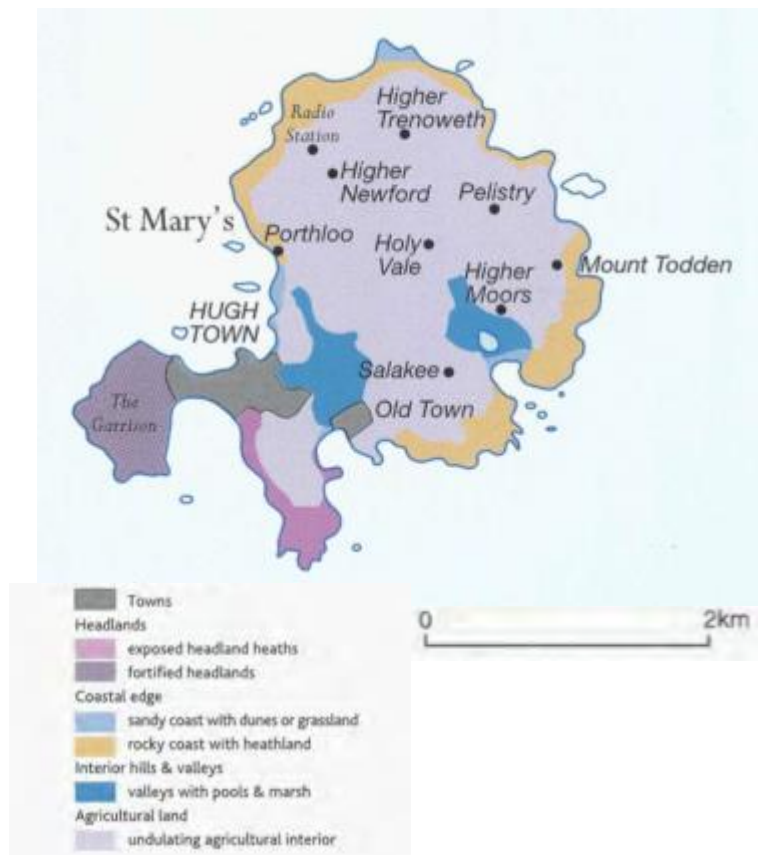 Higher
Trenoweth
Radio
Station
Higher
Newford
Pelistry
St Mary's
Porthloo
Holy
Vale
Mount Todden
Higher
Moors
HUGH
TOWN
Salakee
The
Garrison
Old Town
Towns
Headlands
exposed headland heaths
fortified headlands
Coastal edge
sandy coast with dunes or grassland
rocky coast with heathland
Interior hills & valleys
valleys with pools & marsh
Agricultural land
undulating agricultural interior
0 2km